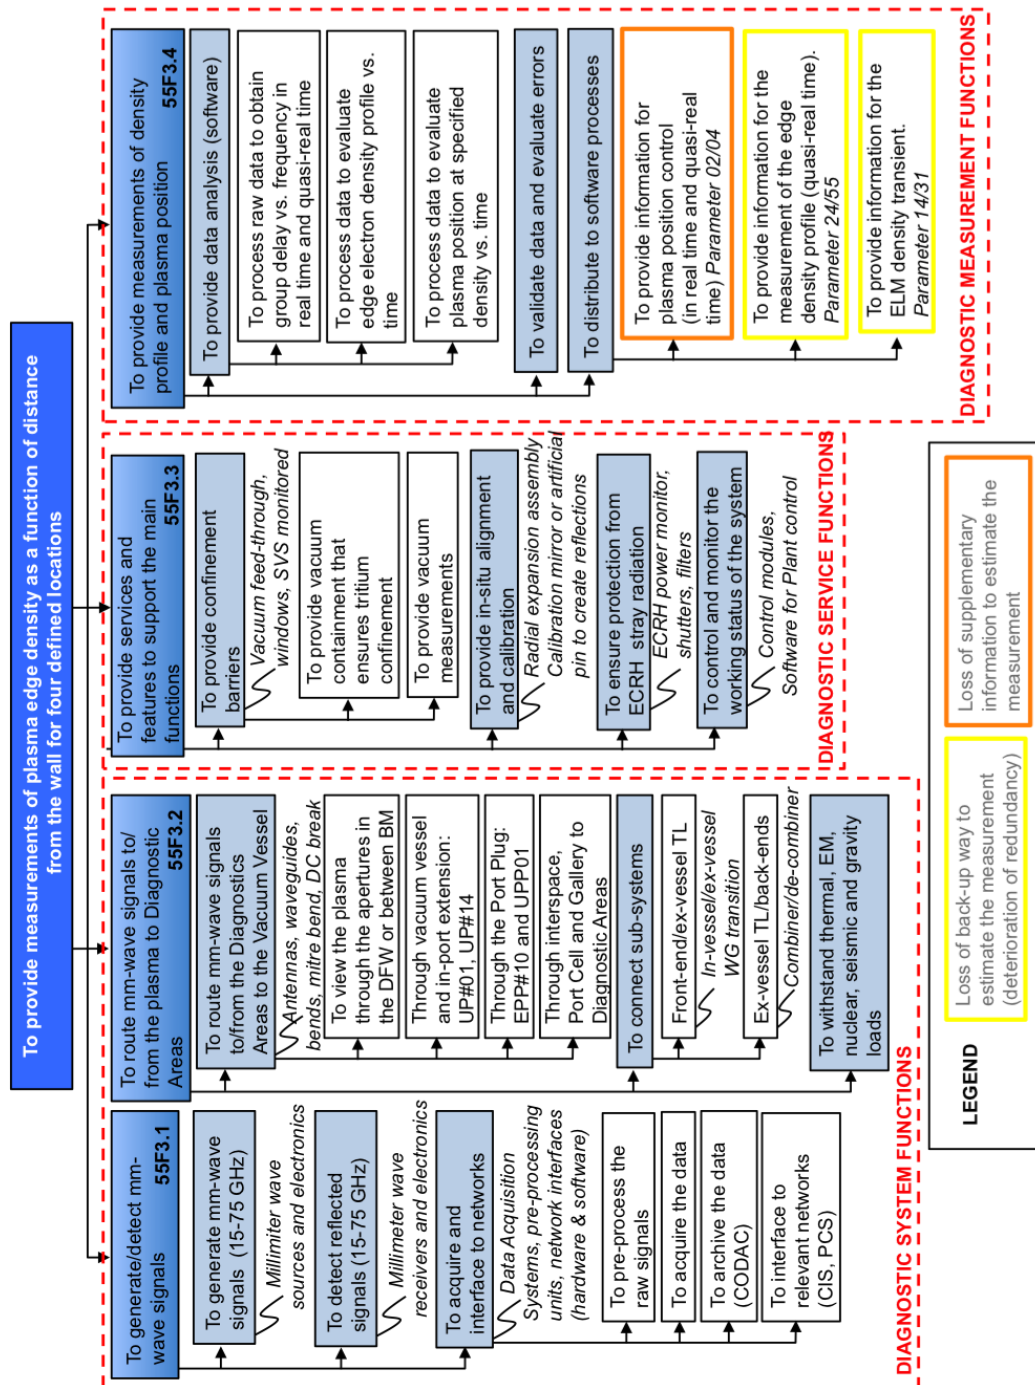 To provide measurements of plasma edge density as a function of distance
from the wall for four defined locations
To generate/detect mm-
wave signals
55F3.1
To generate mm-wave
signals (15-75 GHz)
Millimiter wave
sources and electronics
To detect reflected
signals (15-75 GHz)
Millimeter wave
receivers and electronics
To acquire and
interface to networks
Data Acquisition
Systems, pre-processing
units, network interfaces
(hardware & software)
To pre-process the
raw signals
To acquire the data
To archive the data
(CODAC)
To interface to
relevant networks
(CIS, PCS)
To route mm-wave signals to/
from the plasma to Diagnostic
Areas
55F3.2
To route mm-wave signals
to/from the Diagnostics
Areas to the Vacuum Vessel
Antennas, waveguides,
bends, mitre bend, DC break
To view the plasma
through the apertures in
the DFW or between BM
Through vacuum vessel
and in-port extension:
UP#01, UP#14
Through the Port Plug:
EPP#10 and UPP01
Through interspace,
Port Cell and Gallery to
Diagnostic Areas
To connect sub-systems
Front-end/ex-vessel TL
In-vessel/ex-vessel
WG transition
Ex-vessel TL/back-ends
Combiner/de-combiner
To withstand thermal, EM,
nuclear, seismic and gravity
loads
DIAGNOSTIC SYSTEM FUNCTIONS
To provide services and
features to support the main
functions
55F3.3
To provide confinement
barriers
Vacuum feed-through,
windows, SVS monitored
To provide vacuum
containment that
ensures tritium
confinement
To provide vacuum
measurements
To provide in-situ alignment
and calibration
Radial expansion assembly
Calibration mirror or artificial
pin to create reflections
To ensure protection from
ECRH stray radiation
ECRH power monitor,
shutters, filters
To control and monitor the
working status of the system
Control modules,
Software for Plant control
DIAGNOSTIC SERVICE FUNCTIONS
To provide measurements of density
profile and plasma position
55F3.4
To provide data analysis (software)
To process raw data to obtain
group delay vs. frequency in
real time and quasi-real time
To process data to evaluate
edge electron density profile vs.
time
To process data to evaluate
plasma position at specified
density vs. time
To validate data and evaluate errors
To distribute to software processes
To provide information for
plasma position control
(in real time and quasi-real
time) Parameter 02/04
To provide information for the
measurement of the edge
density profile (quasi-real time).
Parameter 24/55
To provide information for the
ELM density transient.
Parameter 14/31
DIAGNOSTIC MEASUREMENT FUNCTIONS
LEGEND
Loss of back-up way to
estimate the measurement
(deterioration of redundancy)
Loss of supplementary
information to estimate the
measurement